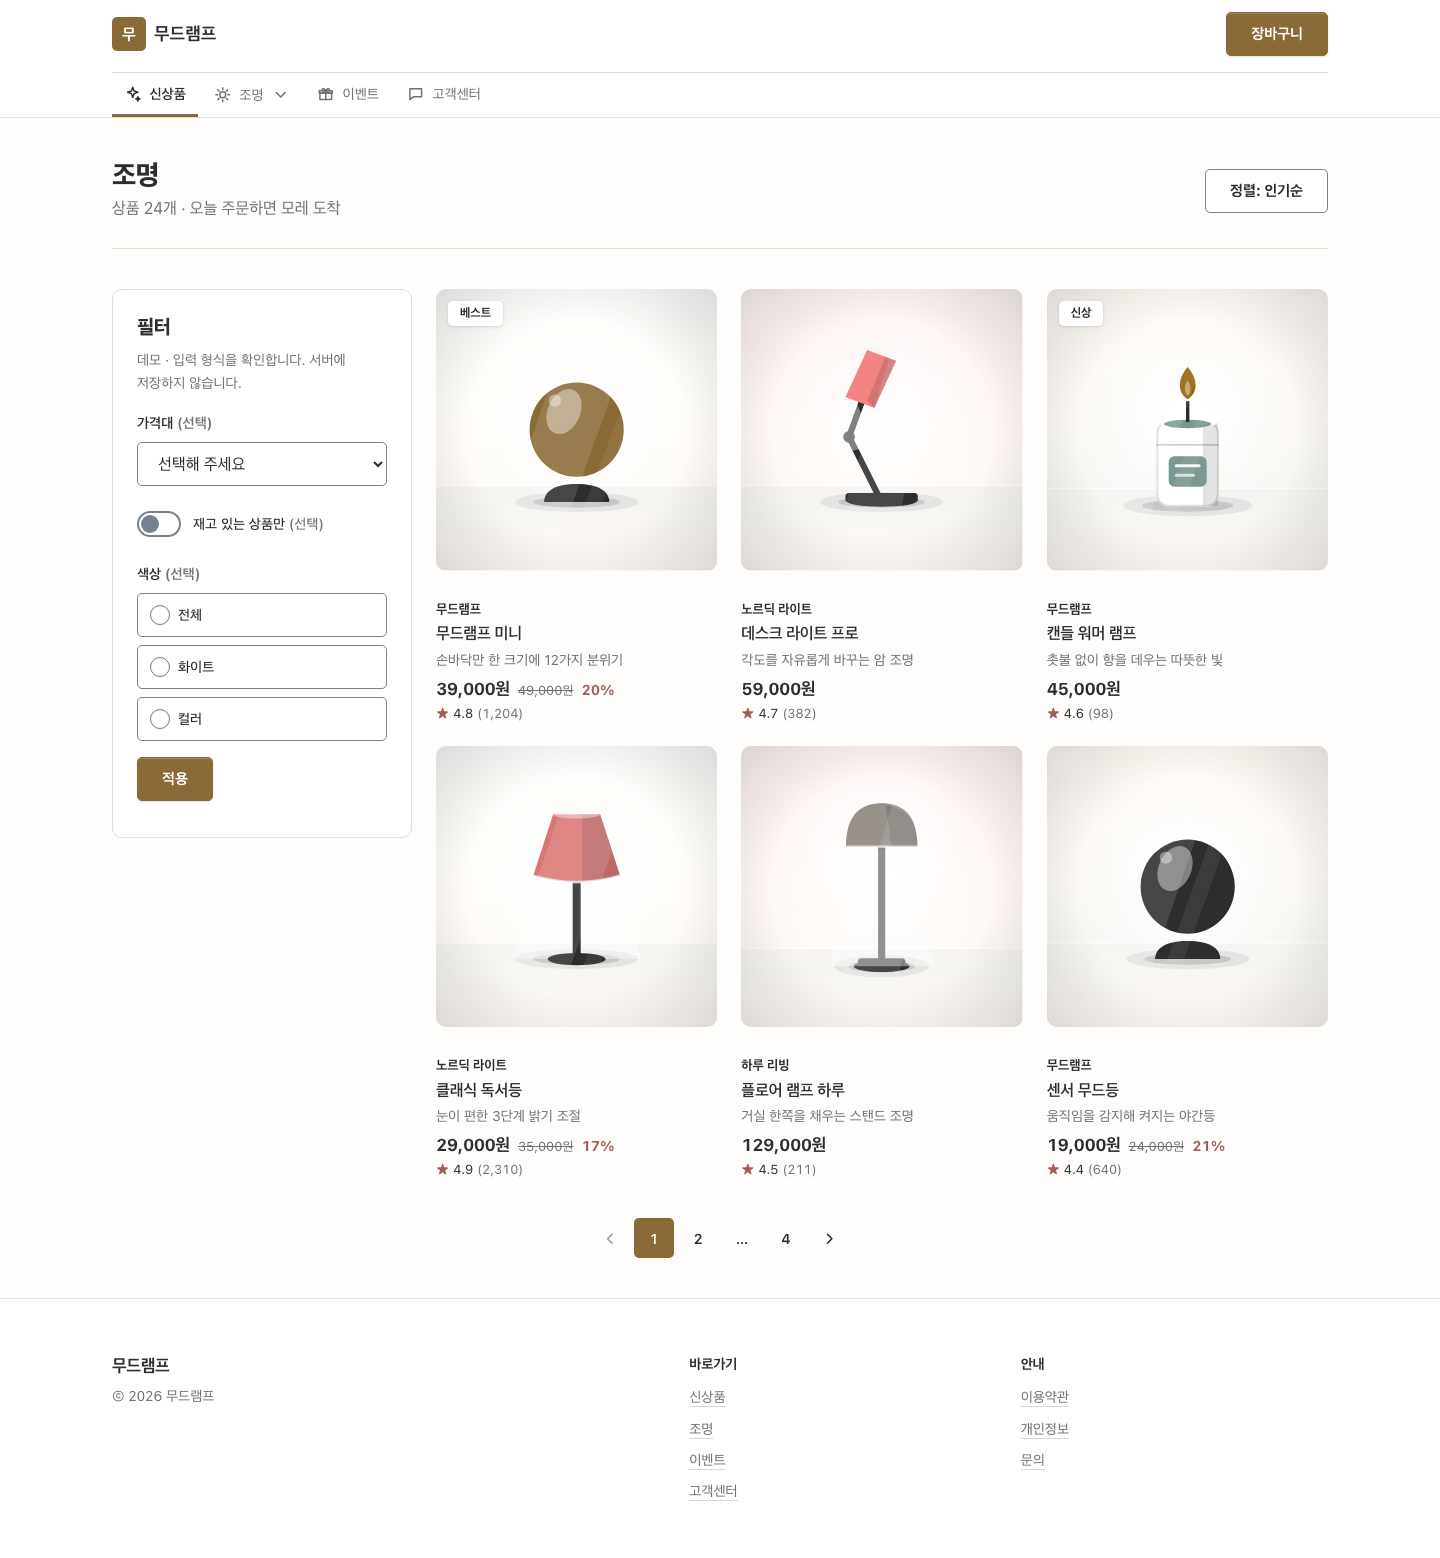 무 무드램프
장바구니
신상품
조명
이벤트
고객센터
조명
상품 24개 · 오늘 주문하면 모레 도착
정렬: 인기순
필터
데모 · 입력 형식을 확인합니다. 서버에
저장하지 않습니다.
가격대 (선택)
선택해 주세요
재고 있는 상품만 (선택)
색상 (선택)
전체
화이트
컬러
적용
베스트
무드램프
무드램프 미니
손바닥만 한 크기에 12가지 분위기
39,000원 49,000원 20%
★ 4.8 (1,204)
노르딕 라이트
데스크 라이트 프로
각도를 자유롭게 바꾸는 암 조명
59,000원
★ 4.7 (382)
신상
무드램프
캔들 워머 램프
촛불 없이 향을 데우는 따뜻한 빛
45,000원
★ 4.6 (98)
노르딕 라이트
클래식 독서등
눈이 편한 3단계 밝기 조절
29,000원 35,000원 17%
★ 4.9 (2,310)
하루 리빙
플로어 램프 하루
거실 한쪽을 채우는 스탠드 조명
129,000원
★ 4.5 (211)
무드램프
센서 무드등
움직임을 감지해 켜지는 야간등
19,000원 24,000원 21%
★ 4.4 (640)
1 2 … 4
무드램프
© 2026 무드램프
바로가기
신상품
조명
이벤트
고객센터
안내
이용약관
개인정보
문의